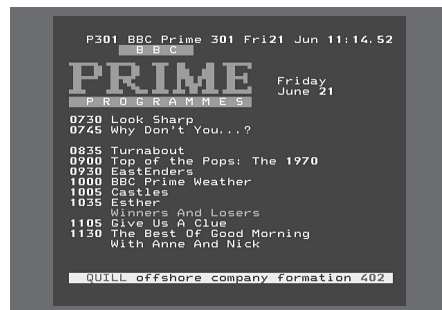 P301 BBC Prime 301 Fri21 Jun 11:14.52
BBC
PRIME
PROGRAMMES
Friday
June 21
0730 Look Sharp
0745 Why Don't You...?
0835 Turnabout
0900 Top of the Pops: The 1970
0930 EastEnders
1000 BBC Prime Weather
1005 Castles
1035 Esther
Winners And Losers
1105 Give Us A Clue
1130 The Best Of Good Morning
With Anne And Nick
QUILL offshore company formation 402